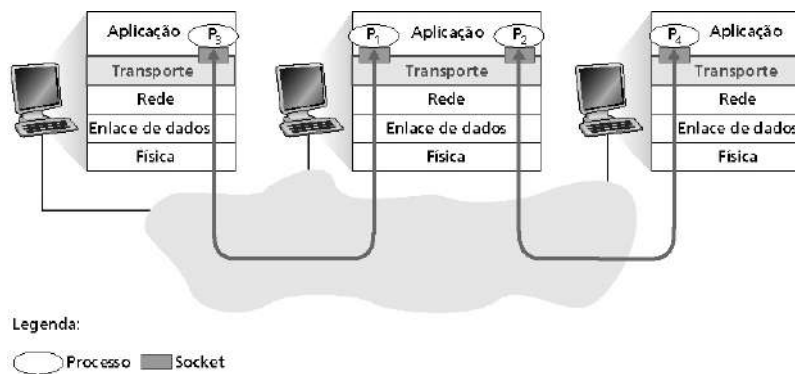 Aplicação P3
Transporte
Rede
Enlace de dados
Física
P1 Aplicação P2
Transporte
Rede
Enlace de dados
Física
P4 Aplicação
Transporte
Rede
Enlace de dados
Física
Legenda:
Processo Socket